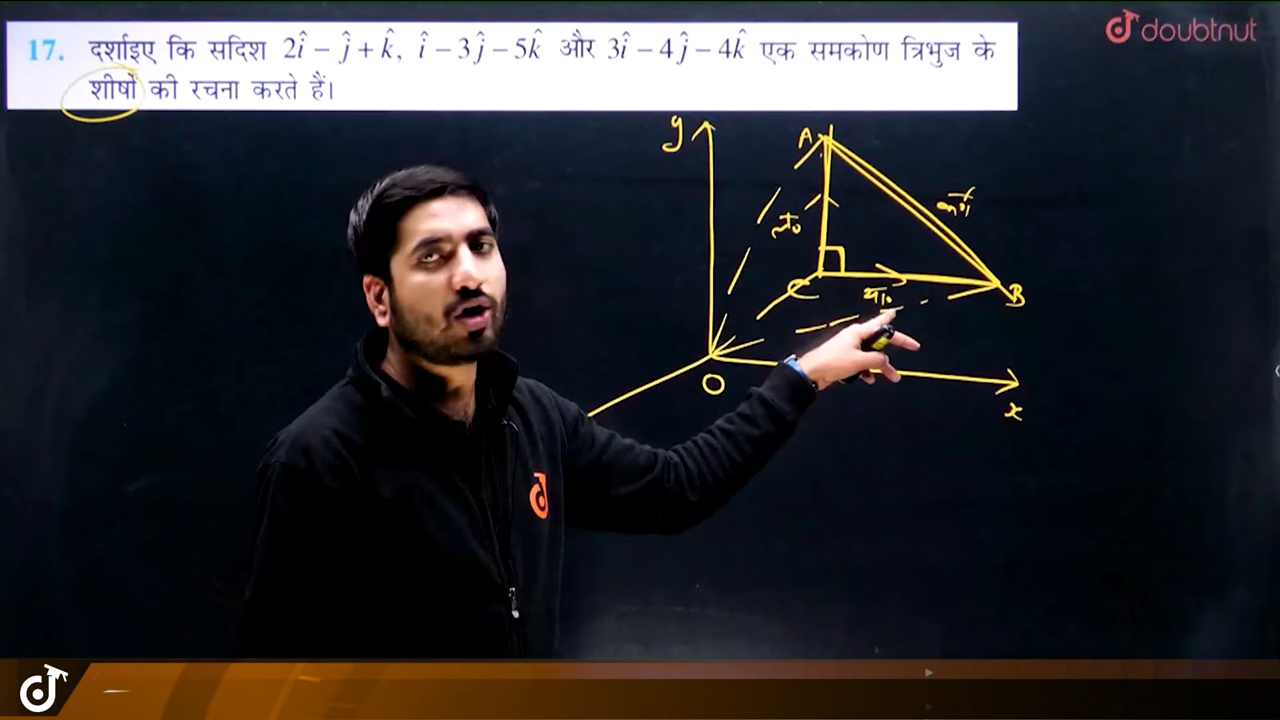 doubtnut
17. दर्शाइए कि सदिश 2î − ĵ + k̂, î − 3ĵ − 5k̂ और 3î − 4ĵ − 4k̂ एक समकोण त्रिभुज के
शीर्षों की रचना करते हैं।
y
A
C
B
O
x